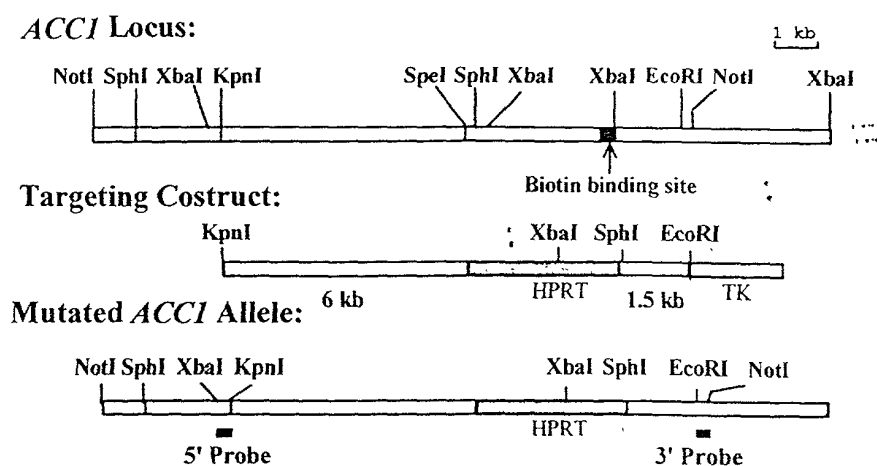 ACC1 Locus:
1 kb
NotI SphI XbaI KpnI SpeI SphI XbaI XbaI EcoRI NotI XbaI
Biotin binding site
Targeting Costruct:
KpnI XbaI SphI EcoRI
6 kb HPRT 1.5 kb TK
Mutated ACC1 Allele:
NotI SphI XbaI KpnI XbaI SphI EcoRI NotI
HPRT
5' Probe 3' Probe